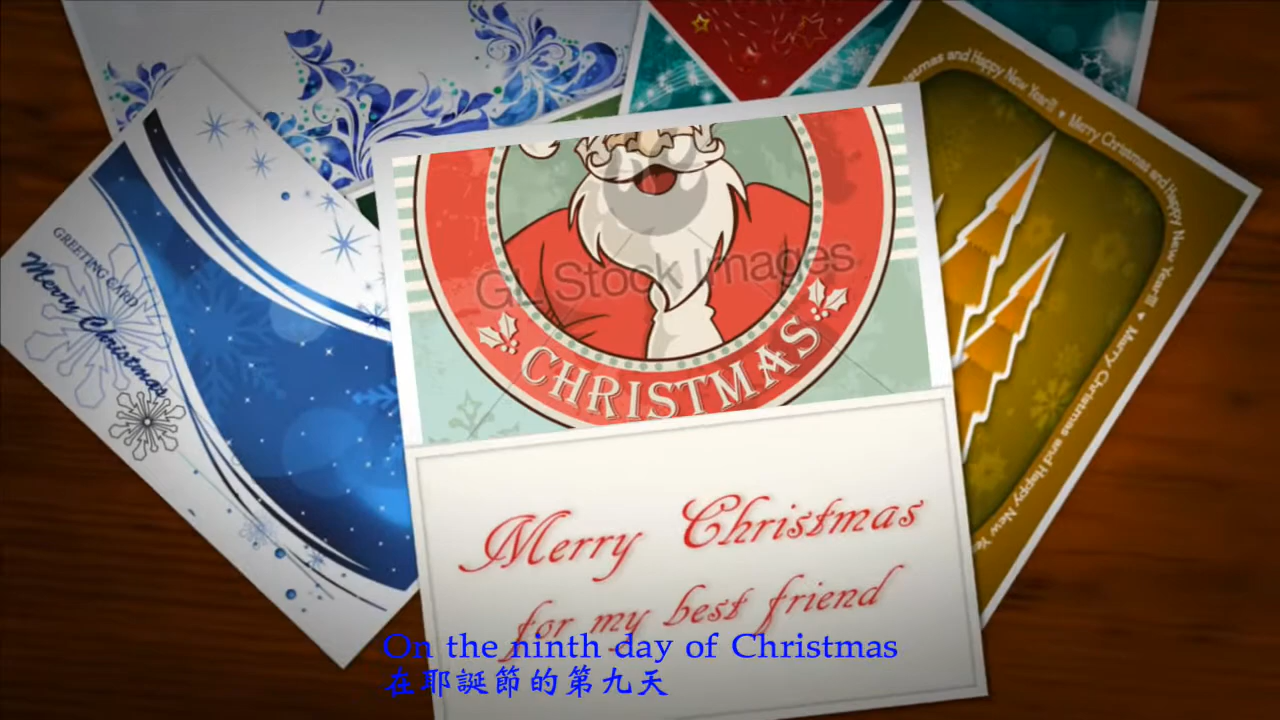 GREETING CARD
Merry Christmas
GL Stock Images
CHRISTMAS
Merry Christmas
for my best friend
Christmas and Happy New Year!!! ♥ Merry Christmas and Happy New Year!!! ♥ Merry Christmas and Happy New Year
On the ninth day of Christmas
在耶誕節的第九天